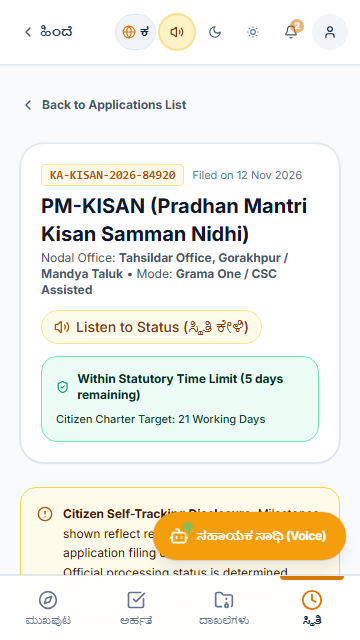 ಹಿಂದೆ
ಕ
2
Back to Applications List
KA-KISAN-2026-84920 Filed on 12 Nov 2026
PM-KISAN (Pradhan Mantri
Kisan Samman Nidhi)
Nodal Office: Tahsildar Office, Gorakhpur /
Mandya Taluk • Mode: Grama One / CSC
Assisted
Listen to Status (ಸ್ಥಿತಿ ಕೇಳಿ)
Within Statutory Time Limit (5 days
remaining)
Citizen Charter Target: 21 Working Days
Citizen Self-Tracking Disclosure: Milestones
shown reflect
application filing
Official processing status is determined
ಸಹಾಯಕ ಸಾಥಿ (Voice)
ಮುಖಪುಟ
ಅರ್ಹತೆ
ದಾಖಲೆಗಳು
ಸ್ಥಿತಿ